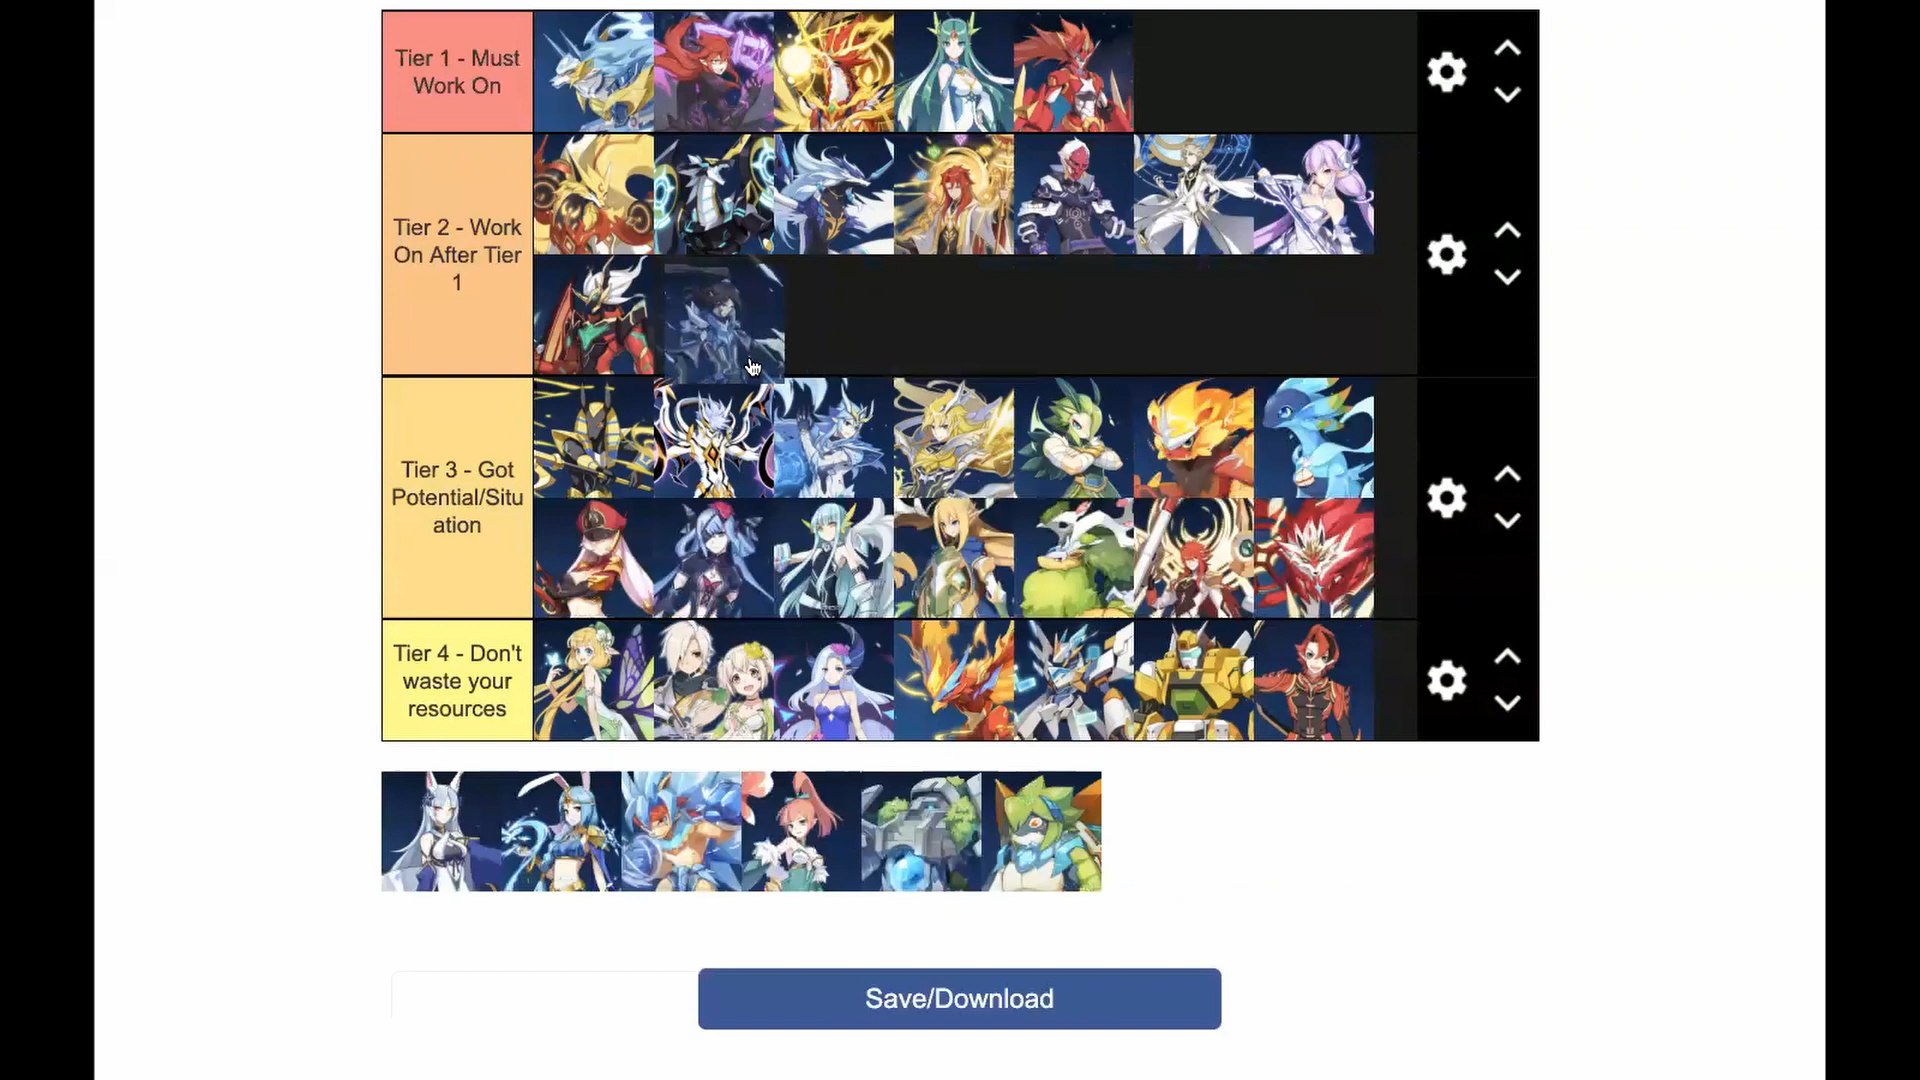 Tier 1 - Must
Work On
Tier 2 - Work
On After Tier
1
Tier 3 - Got
Potential/Situ
ation
Tier 4 - Don't
waste your
resources
Save/Download